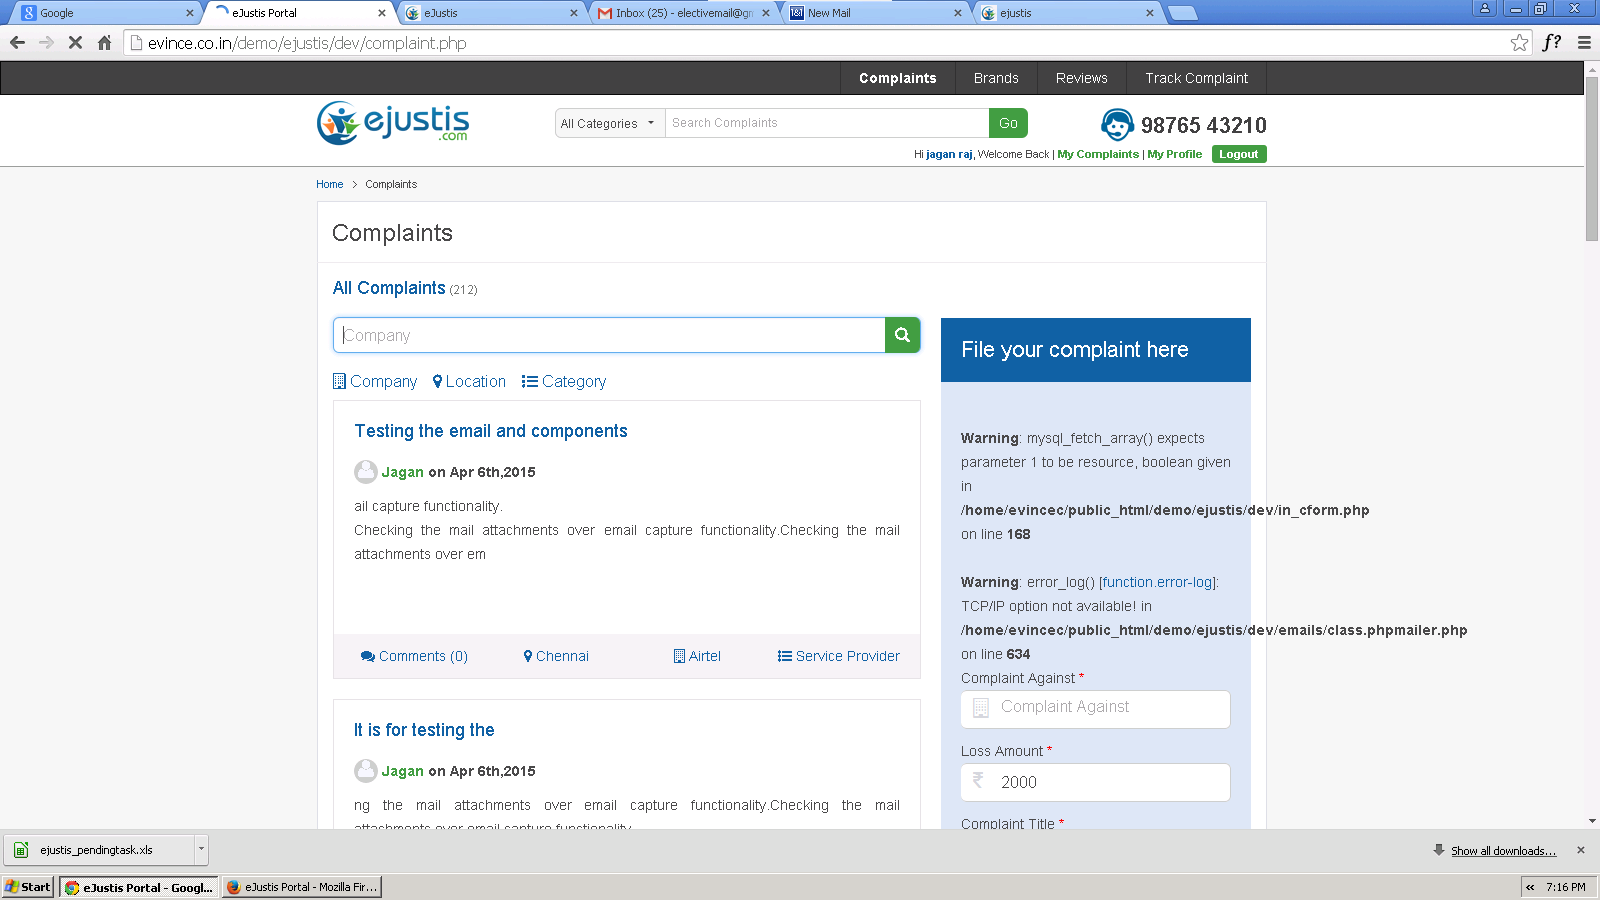 Google
eJustis Portal
eJustis
Inbox (25) - electivemail@gm
New Mail
ejustis
evince.co.in/demo/ejustis/dev/complaint.php
f?
Complaints
Brands
Reviews
Track Complaint
ejustis.com
All Categories
Search Complaints
Go
98765 43210
Hi jagan raj, Welcome Back | My Complaints | My Profile
Logout
Home > Complaints
Complaints
All Complaints (212)
Company
Company
Location
Category
Testing the email and components
Jagan on Apr 6th,2015
ail capture functionality.
Checking the mail attachments over email capture functionality.Checking the mail
attachments over em
Comments (0)
Chennai
Airtel
Service Provider
It is for testing the
Jagan on Apr 6th,2015
ng the mail attachments over email capture functionality.Checking the mail
attachments over email capture functionality
File your complaint here
Warning: mysql_fetch_array() expects
parameter 1 to be resource, boolean given
in
/home/evincec/public_html/demo/ejustis/dev/in_cform.php
on line 168
Warning: error_log() [function.error-log]:
TCP/IP option not available! in
/home/evincec/public_html/demo/ejustis/dev/emails/class.phpmailer.php
on line 634
Complaint Against *
Complaint Against
Loss Amount *
₹ 2000
Complaint Title *
ejustis_pendingtask.xls
Show all downloads...
Start
eJustis Portal - Googl...
eJustis Portal - Mozilla Fir...
7:16 PM